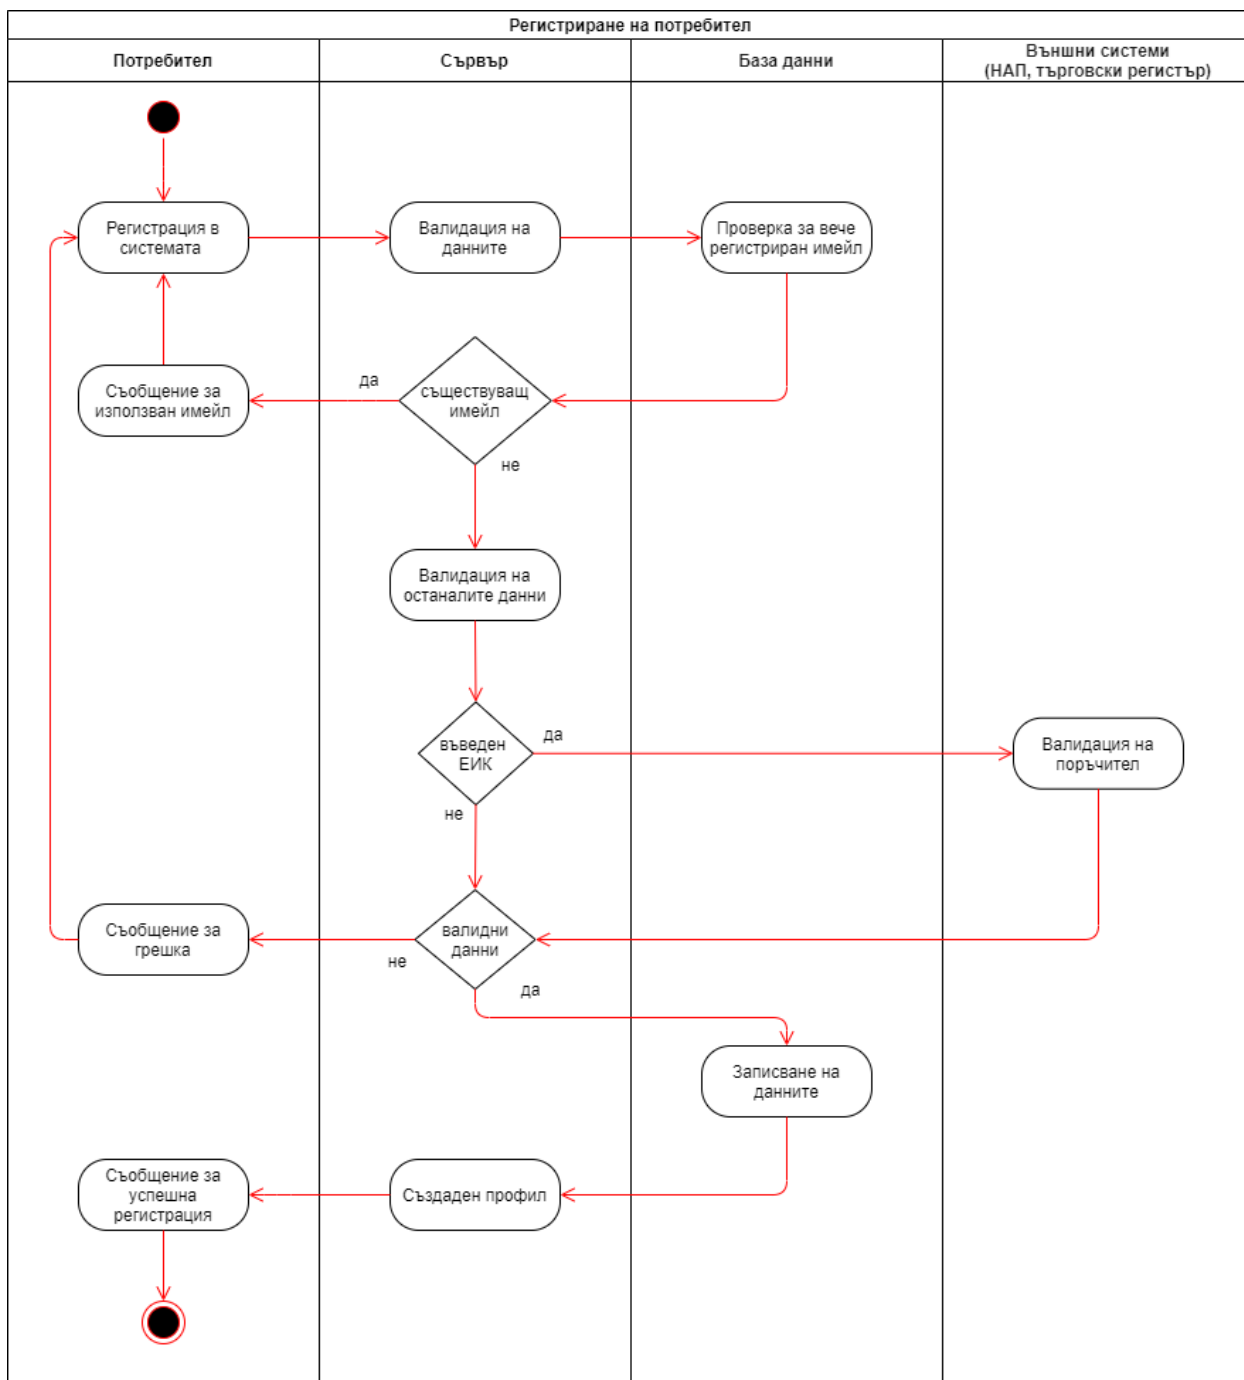 Регистриране на потребител
Потребител
Сървър
База данни
Външни системи
(НАП, търговски регистър)
Регистрация в
системата
Валидация на
данните
Проверка за вече
регистриран имейл
Съобщение за
използван имейл
да
съществуващ
имейл
не
Валидация на
останалите данни
въведен
ЕИК
да
не
Валидация на
поръчител
Съобщение за
грешка
не
валидни
данни
да
Записване на
данните
Съобщение за
успешна
регистрация
Създаден профил